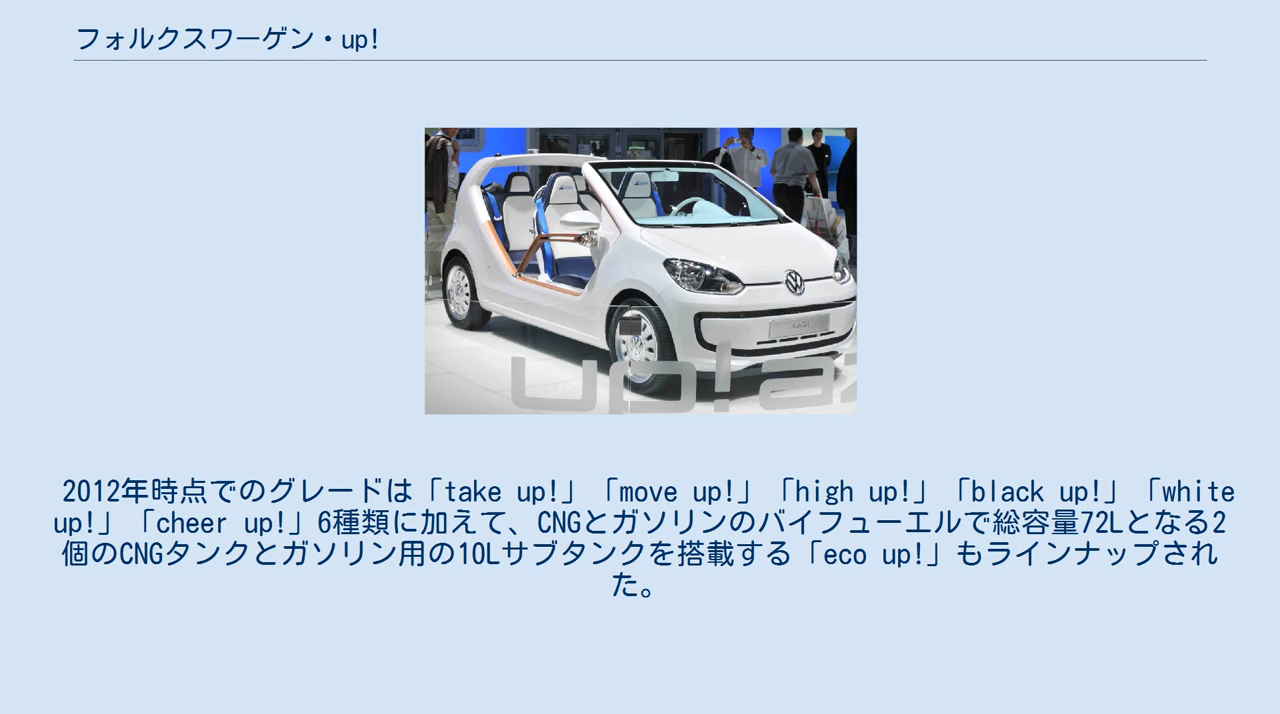 フォルクスワーゲン・up!
up!a
2012年時点でのグレードは「take up!」「move up!」「high up!」「black up!」「white
up!」「cheer up!」6種類に加えて、CNGとガソリンのバイフューエルで総容量72Lとなる2
個のCNGタンクとガソリン用の10Lサブタンクを搭載する「eco up!」もラインナップされ
た。